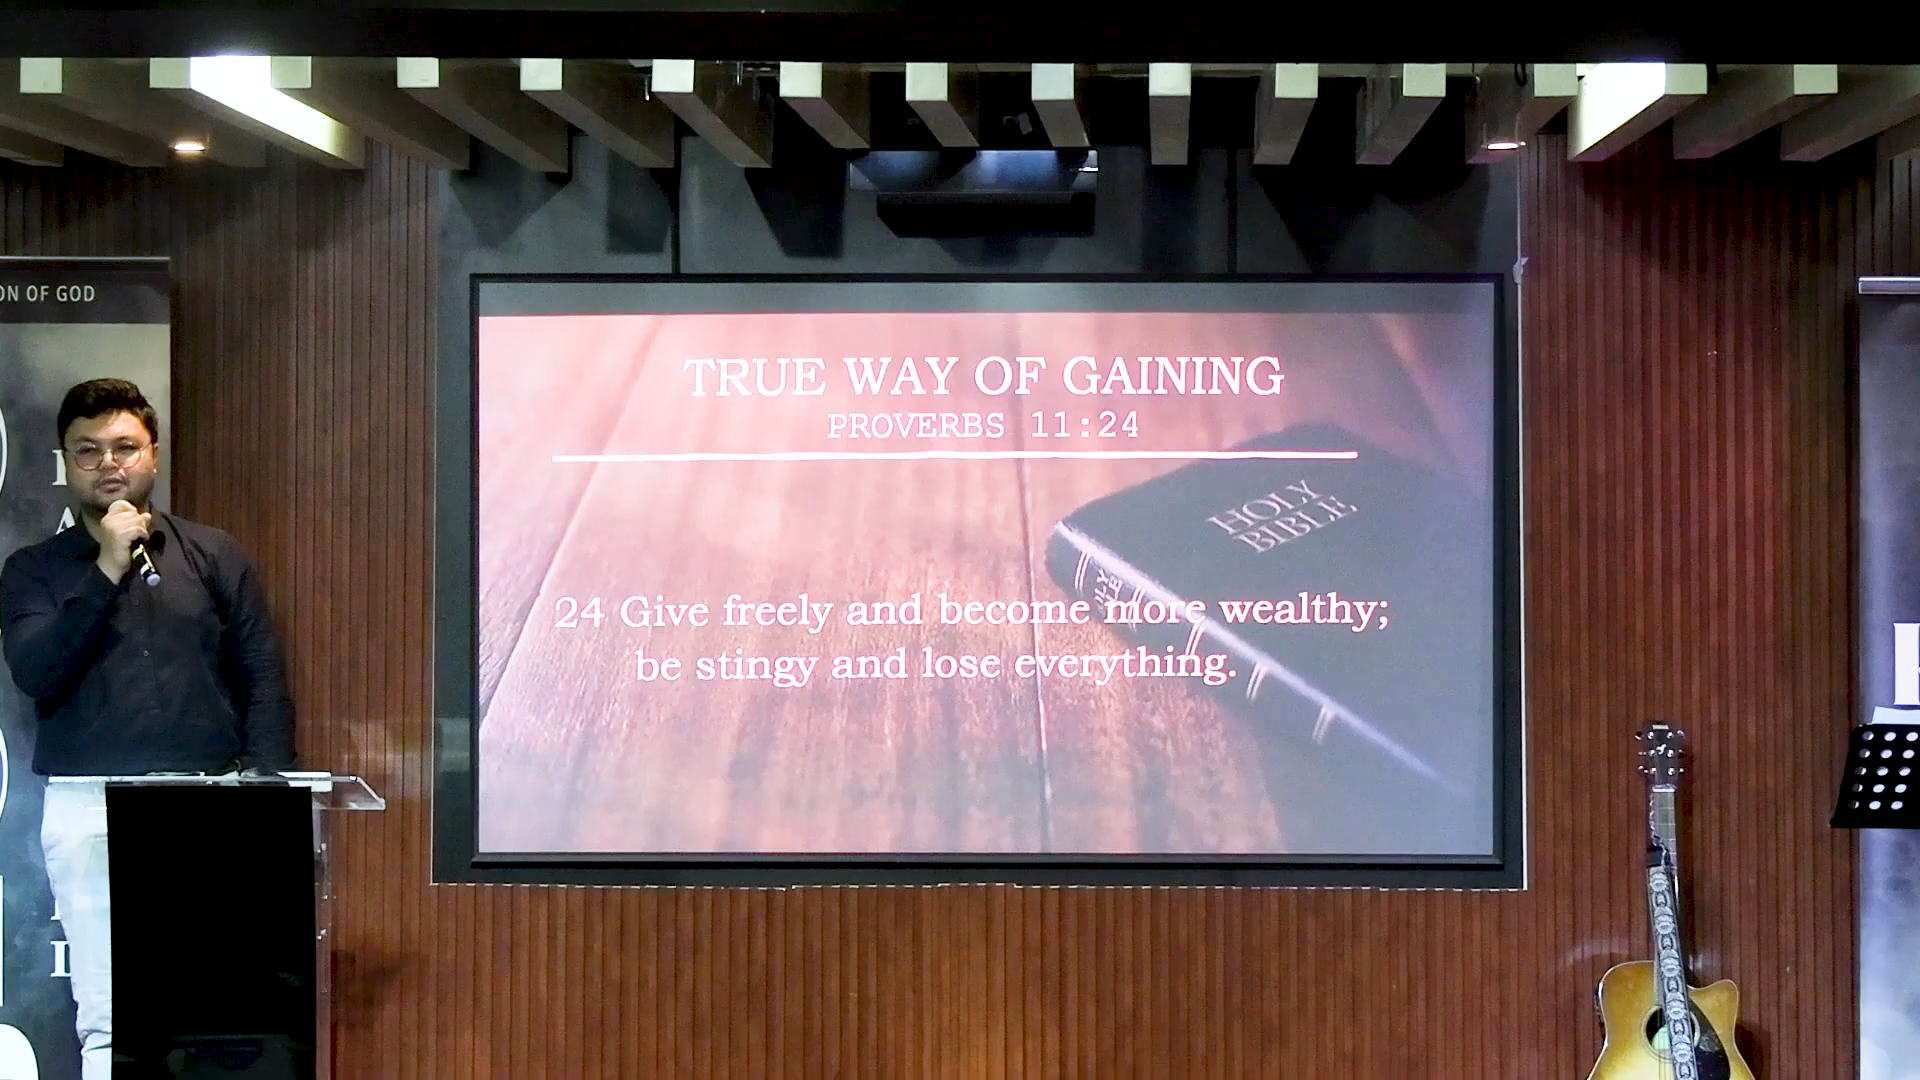 ON OF GOD
TRUE WAY OF GAINING
PROVERBS 11:24
HOLY
BIBLE
24 Give freely and become more wealthy;
be stingy and lose everything.